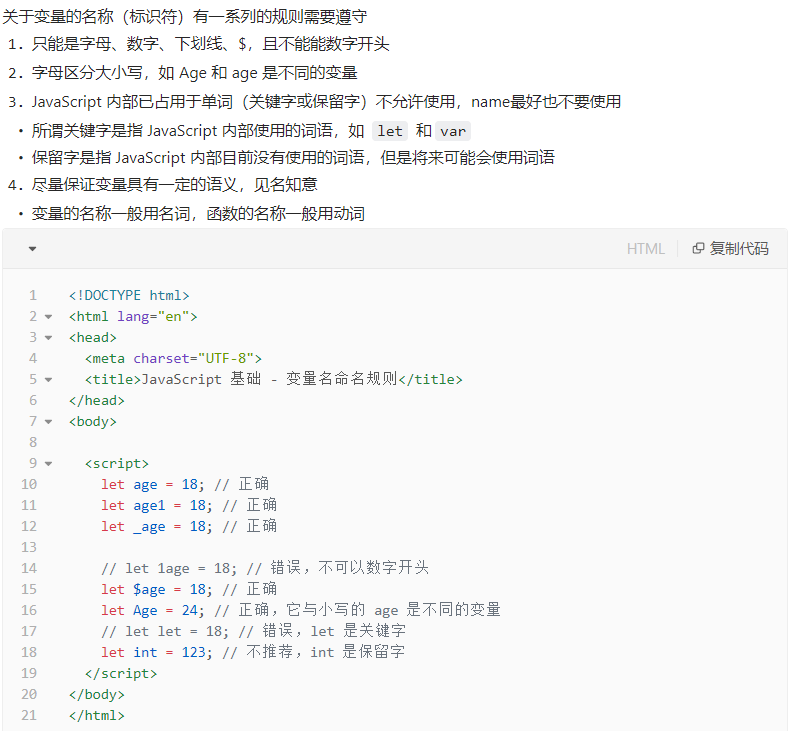 关于变量的名称（标识符）有一系列的规则需要遵守
1. 只能是字母、数字、下划线、$，且不能能数字开头
2. 字母区分大小写，如 Age 和 age 是不同的变量
3. JavaScript 内部已占用于单词（关键字或保留字）不允许使用，name最好也不要使用
• 所谓关键字是指 JavaScript 内部使用的词语，如 let 和 var
• 保留字是指 JavaScript 内部目前没有使用的词语，但是将来可能会使用词语
4. 尽量保证变量具有一定的语义，见名知意
• 变量的名称一般用名词，函数的名称一般用动词
HTML 复制代码
1 <!DOCTYPE html>
2 <html lang="en">
3 <head>
4 <meta charset="UTF-8">
5 <title>JavaScript 基础 - 变量名命名规则</title>
6 </head>
7 <body>
8
9 <script>
10 let age = 18; // 正确
11 let age1 = 18; // 正确
12 let _age = 18; // 正确
13
14 // let 1age = 18; // 错误，不可以数字开头
15 let $age = 18; // 正确
16 let Age = 24; // 正确，它与小写的 age 是不同的变量
17 // let let = 18; // 错误，let 是关键字
18 let int = 123; // 不推荐，int 是保留字
19 </script>
20 </body>
21 </html>